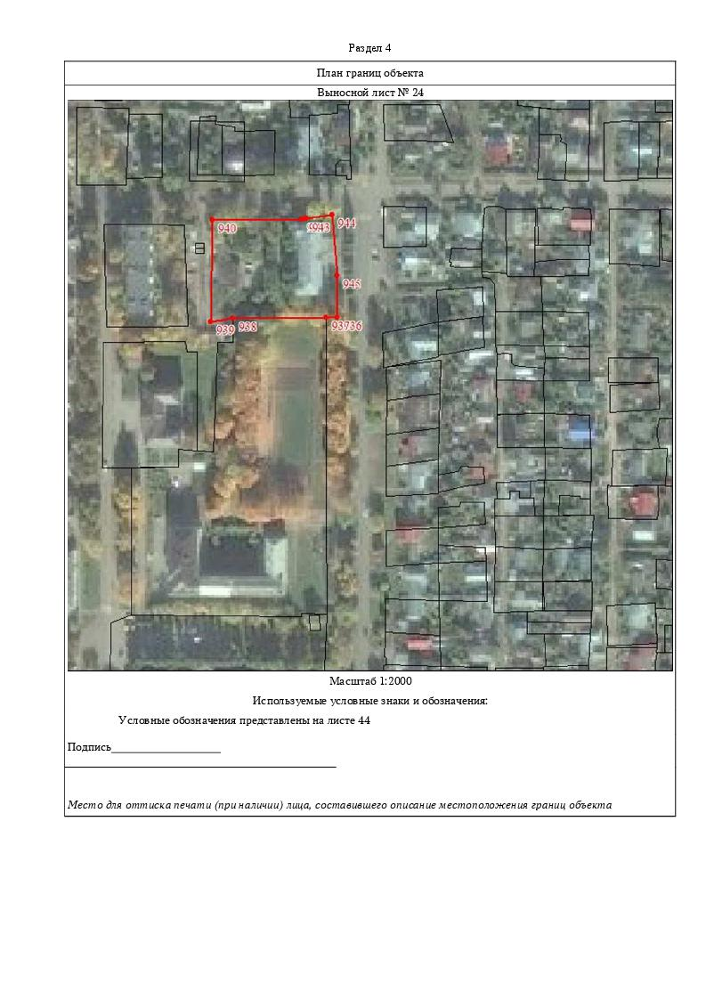 Раздел 4
План границ объекта
Выносной лист № 24
940
943
944
945
939
938
93736
Масштаб 1:2000
Используемые условные знаки и обозначения:
Условные обозначения представлены на листе 44
Подпись____________________
Место для оттиска печати (при наличии) лица, составившего описание местоположения границ объекта